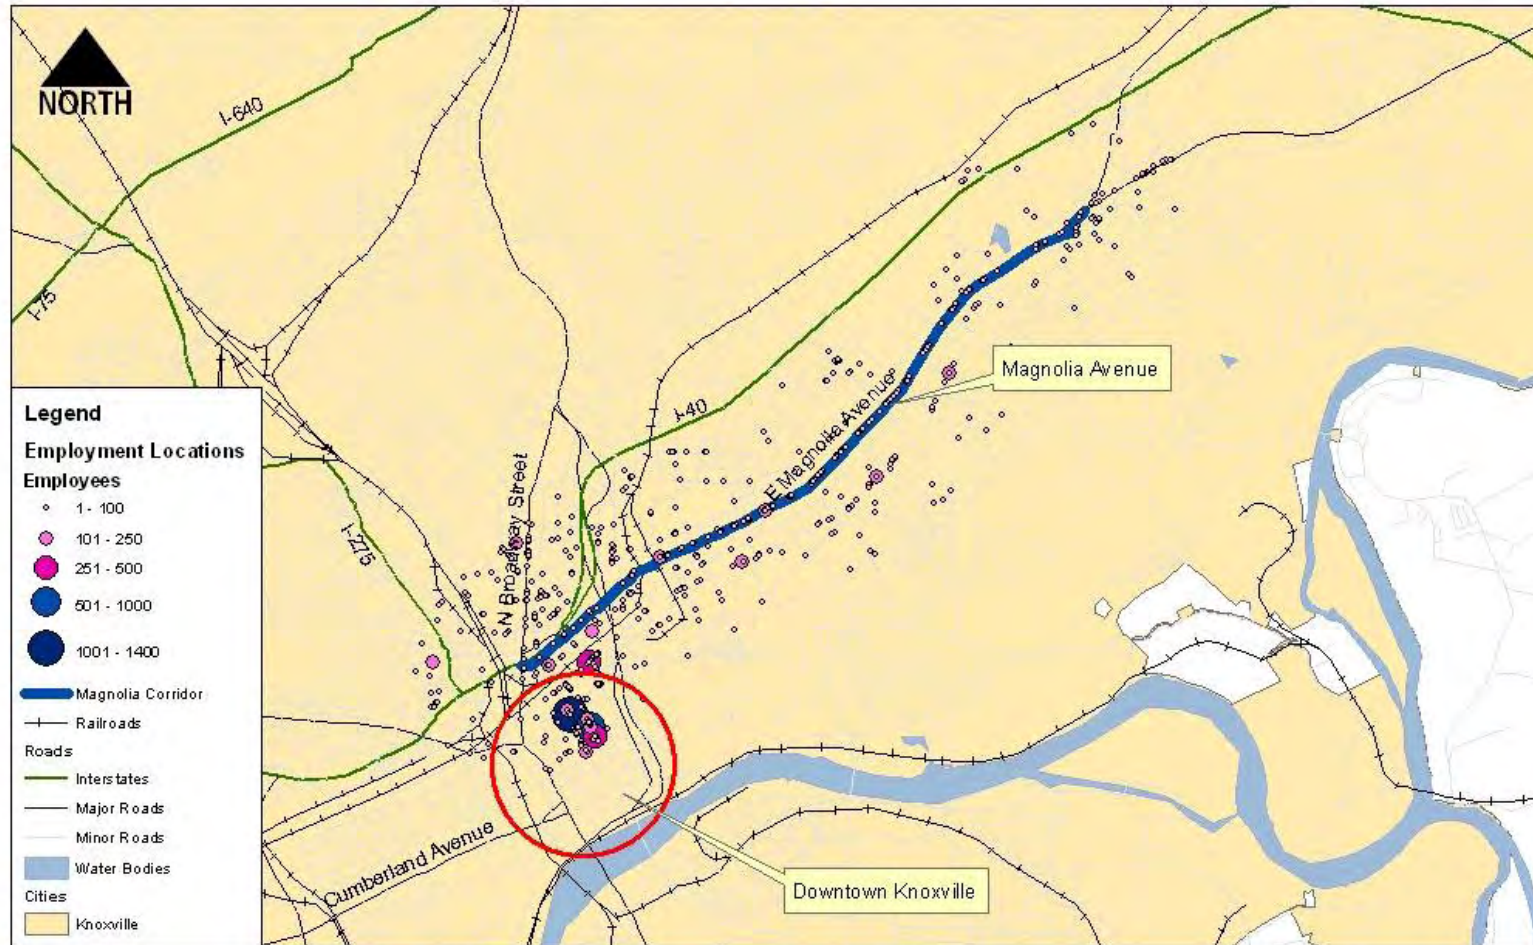 NORTH
I-640
I-75
I-40
I-275
N Broadway Street
E Magnolia Avenue
Magnolia Avenue
Cumberland Avenue
Downtown Knoxville
Legend
Employment Locations
Employees
1 - 100
101 - 250
251 - 500
501 - 1000
1001 - 1400
Magnolia Corridor
Railroads
Roads
Interstates
Major Roads
Minor Roads
Water Bodies
Cities
Knoxville